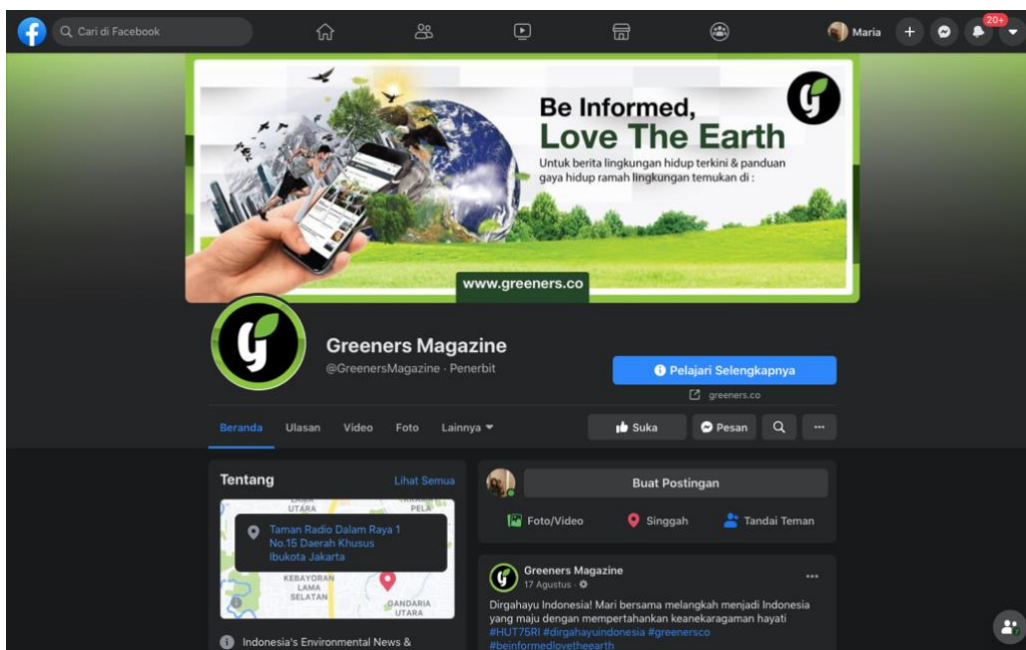 Cari di Facebook
Maria
20+
Be Informed,
Love The Earth
Untuk berita lingkungan hidup terkini & panduan
gaya hidup ramah lingkungan temukan di :
www.greeners.co
Greeners Magazine
@GreenersMagazine · Penerbit
Pelajari Selengkapnya
greeners.co
Beranda
Ulasan
Video
Foto
Lainnya
Suka
Pesan
Tentang
Lihat Semua
UTARA
PELA
Taman Radio Dalam Raya 1
No.15 Daerah Khusus
Ibukota Jakarta
KEBAYORAN
LAMA
SELATAN
GANDARIA
UTARA
Indonesia's Environmental News &
Buat Postingan
Foto/Video
Singgah
Tandai Teman
Greeners Magazine
17 Agustus ·
Dirgahayu Indonesia! Mari bersama melangkah menjadi Indonesia
yang maju dengan mempertahankan keanekaragaman hayati
#HUT75RI #dirgahayuindonesia #greenersco
#beinformedlovetheearth